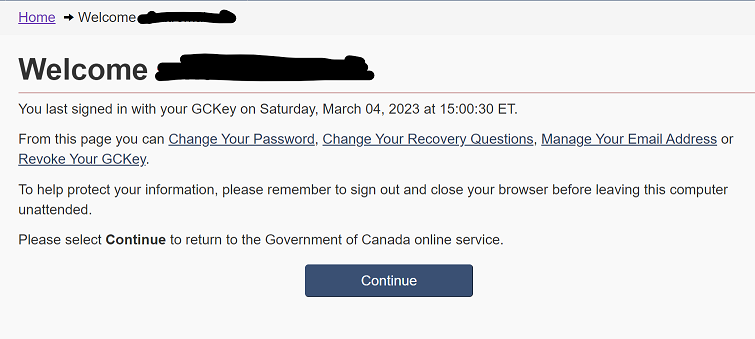 Home → Welcome
Welcome
You last signed in with your GCKey on Saturday, March 04, 2023 at 15:00:30 ET.
From this page you can Change Your Password, Change Your Recovery Questions, Manage Your Email Address or
Revoke Your GCKey.
To help protect your information, please remember to sign out and close your browser before leaving this computer
unattended.
Please select Continue to return to the Government of Canada online service.
Continue